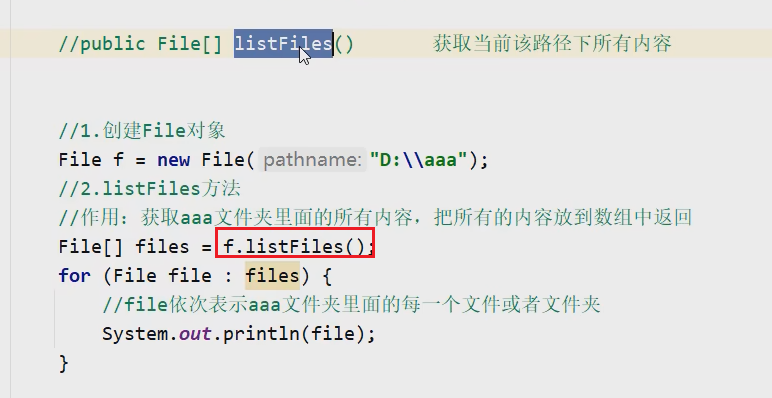 //public File[] listFiles() 获取当前该路径下所有内容
//1.创建File对象
File f = new File( pathname: "D:\\aaa");
//2.listFiles方法
//作用：获取aaa文件夹里面的所有内容，把所有的内容放到数组中返回
File[] files = f.listFiles();
for (File file : files) {
//file依次表示aaa文件夹里面的每一个文件或者文件夹
System.out.println(file);
}